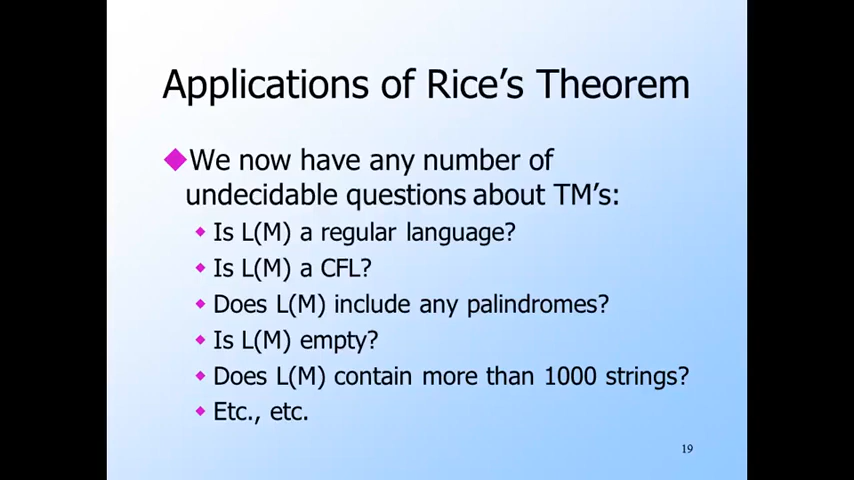 Applications of Rice's Theorem
We now have any number of
undecidable questions about TM's:
Is L(M) a regular language?
Is L(M) a CFL?
Does L(M) include any palindromes?
Is L(M) empty?
Does L(M) contain more than 1000 strings?
Etc., etc.
19